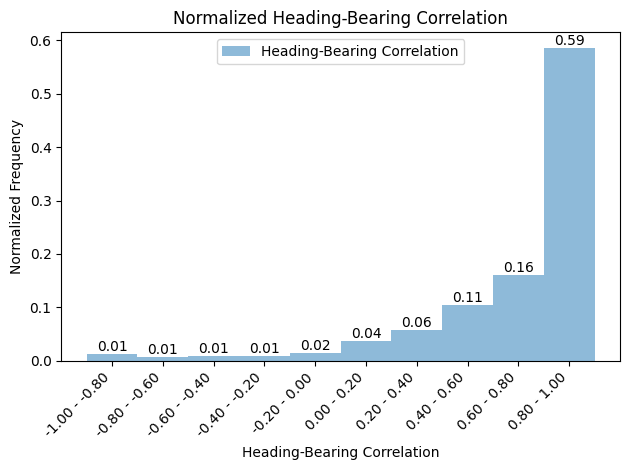 Normalized Heading-Bearing Correlation
Heading-Bearing Correlation
Normalized Frequency
0.6
0.5
0.4
0.3
0.2
0.1
0.0
0.01
0.01
0.01
0.01
0.02
0.04
0.06
0.11
0.16
0.59
-1.00 - -0.80
-0.80 - -0.60
-0.60 - -0.40
-0.40 - -0.20
-0.20 - 0.00
0.00 - 0.20
0.20 - 0.40
0.40 - 0.60
0.60 - 0.80
0.80 - 1.00
Heading-Bearing Correlation